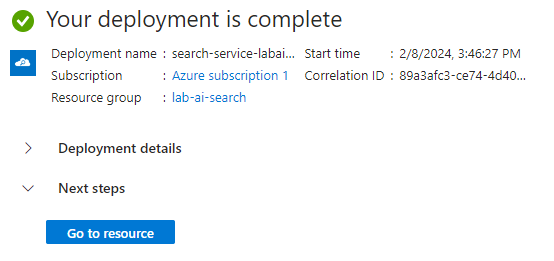 Your deployment is complete
Deployment name : search-service-labai... Start time : 2/8/2024, 3:46:27 PM
Subscription : Azure subscription 1 Correlation ID : 89a3afc3-ce74-4d40...
Resource group : lab-ai-search
Deployment details
Next steps
Go to resource